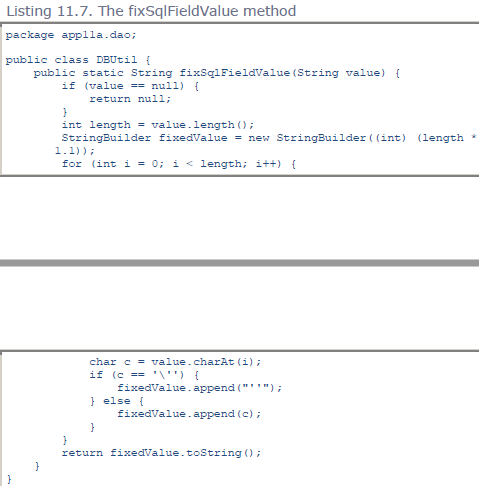 Listing 11.7. The fixSqlFieldValue method
package app11a.dao;
public class DBUtil {
public static String fixSqlFieldValue(String value) {
if (value == null) {
return null;
}
int length = value.length();
StringBuilder fixedValue = new StringBuilder((int) (length *
1.1));
for (int i = 0; i < length; i++) {
char c = value.charAt(i);
if (c == '\'') {
fixedValue.append("''");
} else {
fixedValue.append(c);
}
}
return fixedValue.toString();
}
}